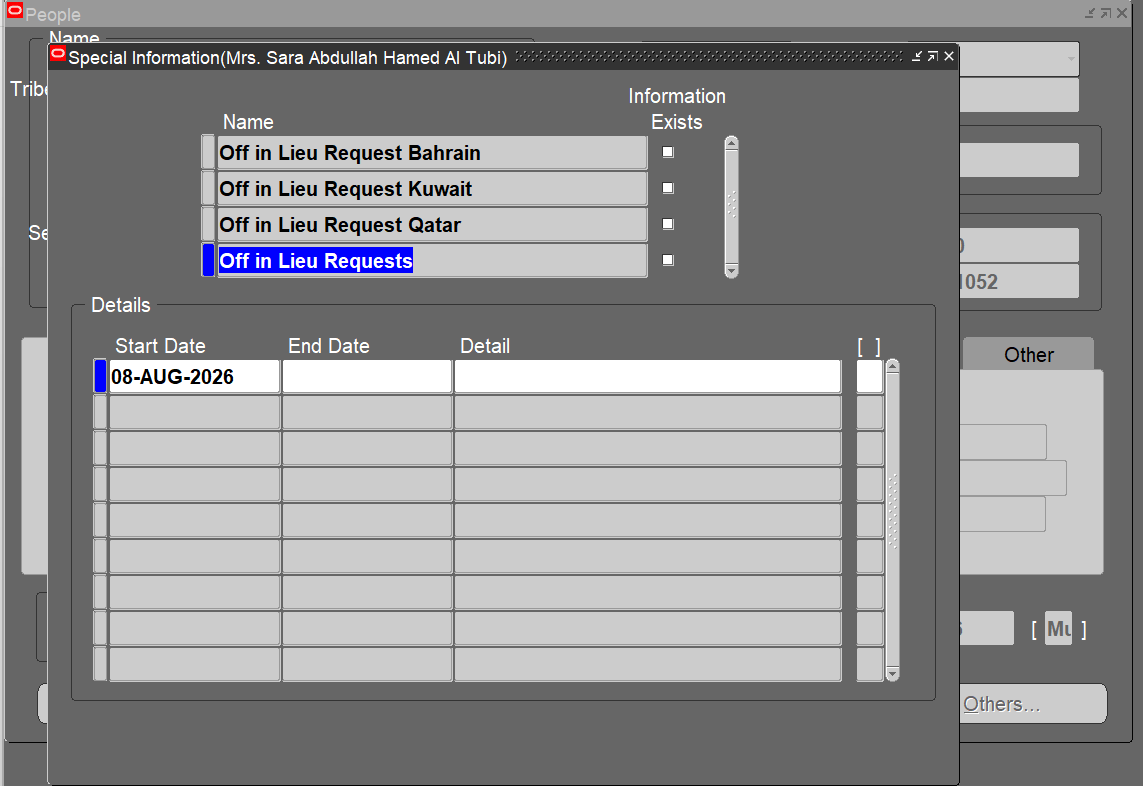 People
Name
Special Information(Mrs. Sara Abdullah Hamed Al Tubi)
Tribe
Information
Name
Exists
Off in Lieu Request Bahrain
Off in Lieu Request Kuwait
Off in Lieu Request Qatar
Se
Off in Lieu Requests
1052
Details
Start Date
End Date
Detail
[ ]
Other
08-AUG-2026
[ Mu ]
Others...